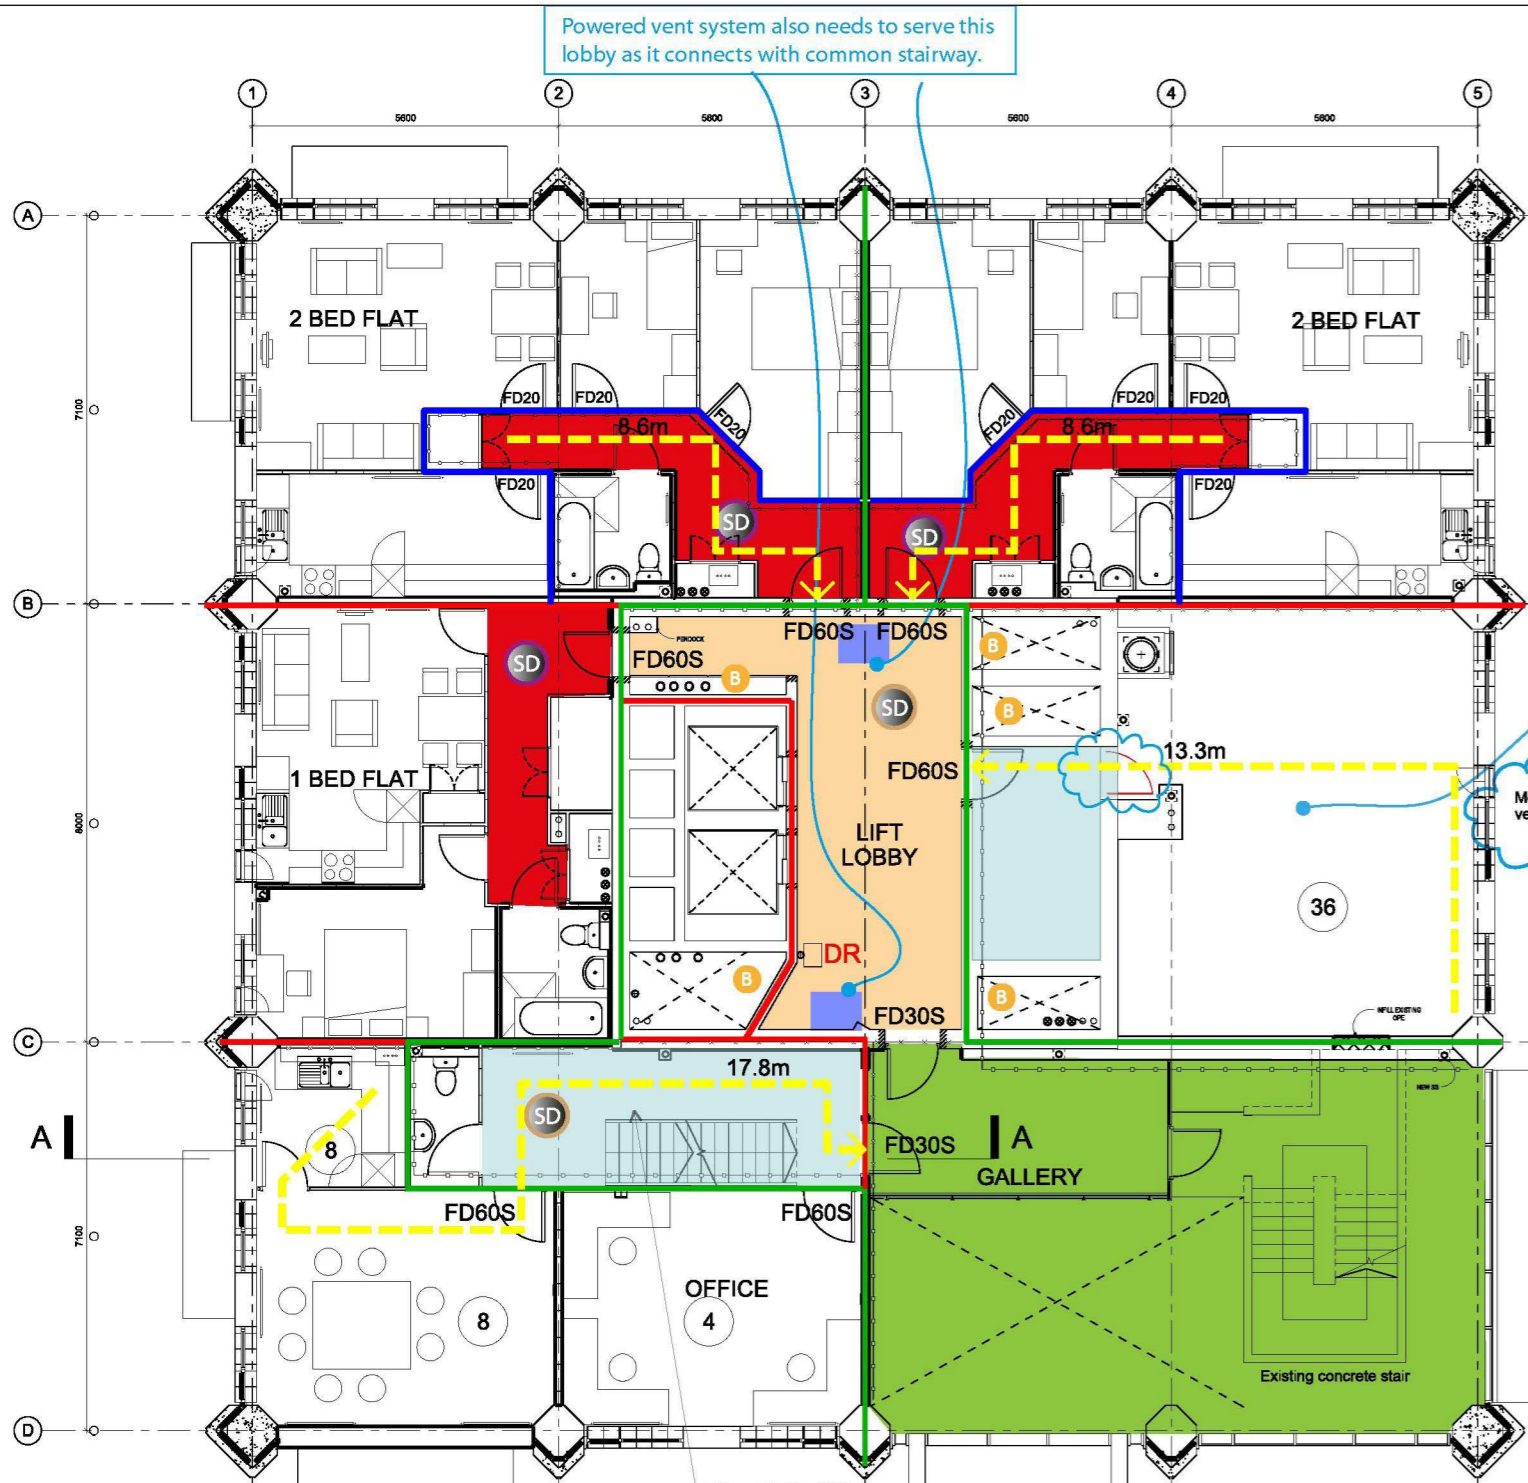 Powered vent system also needs to serve this
lobby as it connects with common stairway.
1
2
3
4
5
5600
5600
5600
5600
A
2 BED FLAT
2 BED FLAT
7100
FD20
FD20
FD20
FD20
FD20
FD20
8.6m
8.6m
FD20
FD20
SD
SD
B
FD60S
FD60S
FD60S
B
B
SD
SD
B
13.3m
FD60S
1 BED FLAT
8000
LIFT
LOBBY
36
DR
B
B
FD30S
INFILL EXISTING
OPE
C
17.8m
SD
A
8
FD30S
A
GALLERY
FD60S
FD60S
7100
OFFICE
8
4
Existing concrete stair
D